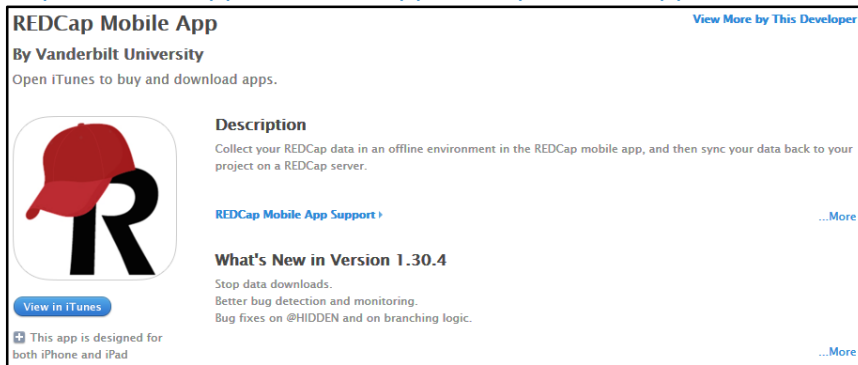 REDCap Mobile App
View More by This Developer
By Vanderbilt University
Open iTunes to buy and download apps.
Description
Collect your REDCap data in an offline environment in the REDCap mobile app, and then sync your data back to your
project on a REDCap server.
REDCap Mobile App Support
...More
What's New in Version 1.30.4
Stop data downloads.
Better bug detection and monitoring.
Bug fixes on @HIDDEN and on branching logic.
...More
R
View in iTunes
This app is designed for
both iPhone and iPad